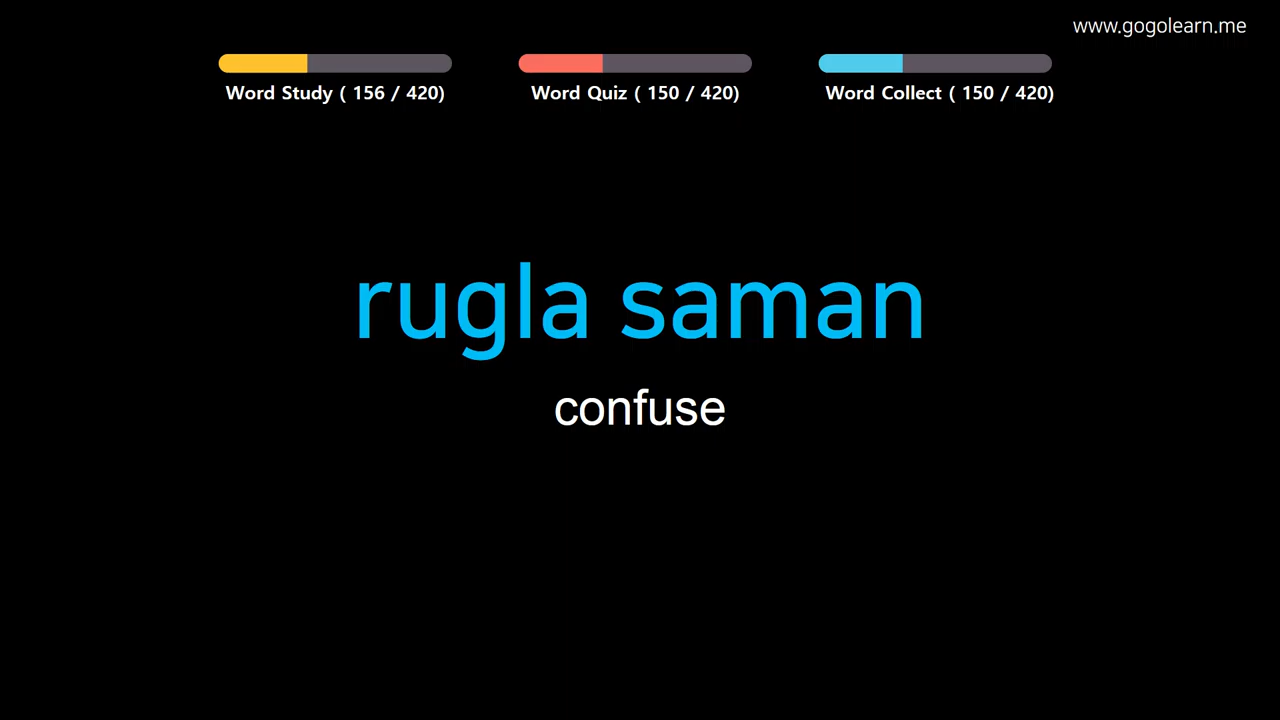 www.gogolearn.me
Word Study ( 156 / 420)
Word Quiz ( 150 / 420)
Word Collect ( 150 / 420)
rugla saman
confuse